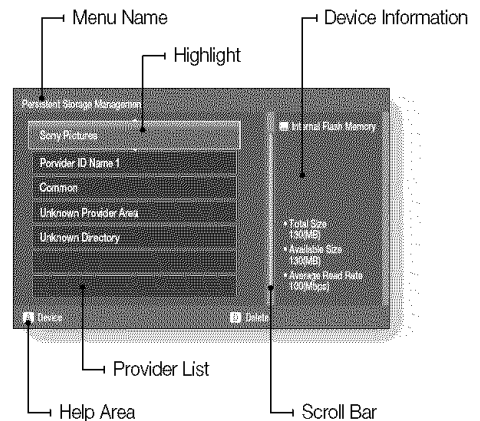 Menu Name
Device Information
Highlight
Persistent Storage Management
Sony Pictures
Internal Flash Memory
Porvider ID Name 1
Common
Unknown Provider Area
Unknown Directory
• Total Size
130(MB)
• Available Size
130(MB)
• Average Read Rate
100(Mbps)
A Device
D Delete
Provider List
Help Area
Scroll Bar